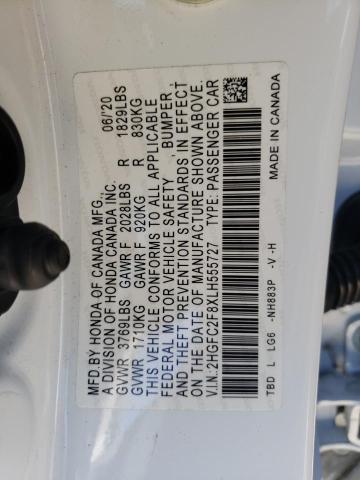 MFD.BY HONDA OF CANADA MFG.,
A DIVISION OF HONDA CANADA INC. 06/20
GVWR 3769LBS GAWR F 2028LBS R 1829LBS
GVWR 1710KG GAWR F 920KG R 830KG
THIS VEHICLE CONFORMS TO ALL APPLICABLE
FEDERAL MOTOR VEHICLE SAFETY , BUMPER ,
AND THEFT PREVENTION STANDARDS IN EFFECT
ON THE DATE OF MANUFACTURE SHOWN ABOVE.
V.I.N.:2HGFC2F8XLH555727 TYPE: PASSENGER CAR
MADE IN CANADA
TBD L LG6 -NH883P -V -H